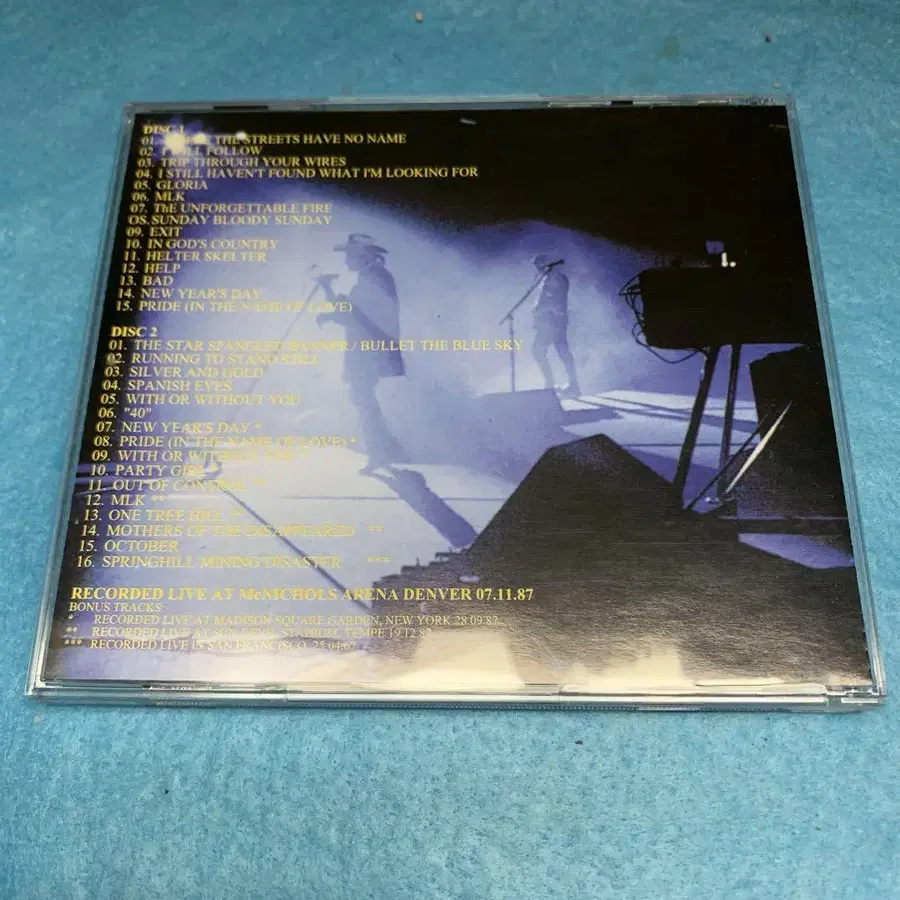 DISC 1
01. THE STREETS HAVE NO NAME
02. I WILL FOLLOW
03. TRIP THROUGH YOUR WIRES
04. I STILL HAVEN'T FOUND WHAT I'M LOOKING FOR
05. GLORIA
06. MLK
07. ThE UNFORGETTABLE FIRE
OS. SUNDAY BLOODY SUNDAY
09. EXIT
10. IN GOD'S COUNTRY
11. HELTER SKELTER
12. HELP
13. BAD
14. NEW YEAR'S DAY
15. PRIDE (IN THE NAME OF LOVE)
DISC 2
01. THE STAR SPANGLED BANNER / BULLET THE BLUE SKY
02. RUNNING TO STAND STILL
03. SILVER AND GOLD
04. SPANISH EYES
05. WITH OR WITHOUT YOU
06. "40"
07. NEW YEAR'S DAY *
08. PRIDE (IN THE NAME OF LOVE) *
09. WITH OR WITHOUT YOU *
10. PARTY GIRL
11. OUT OF CONTROL **
12. MLK **
13. ONE TREE HILL **
14. MOTHERS OF THE DISAPPEARED **
15. OCTOBER
16. SPRINGHILL MINING DISASTER ***
RECORDED LIVE AT McNICHOLS ARENA DENVER 07.11.87
BONUS TRACKS:
* RECORDED LIVE AT MADISON SQUARE GARDEN, NEW YORK 28.09.87
** RECORDED LIVE AT SUN DEVIL STADIUM, TEMPE 19.12.87
*** RECORDED LIVE IN SAN FRANCISCO